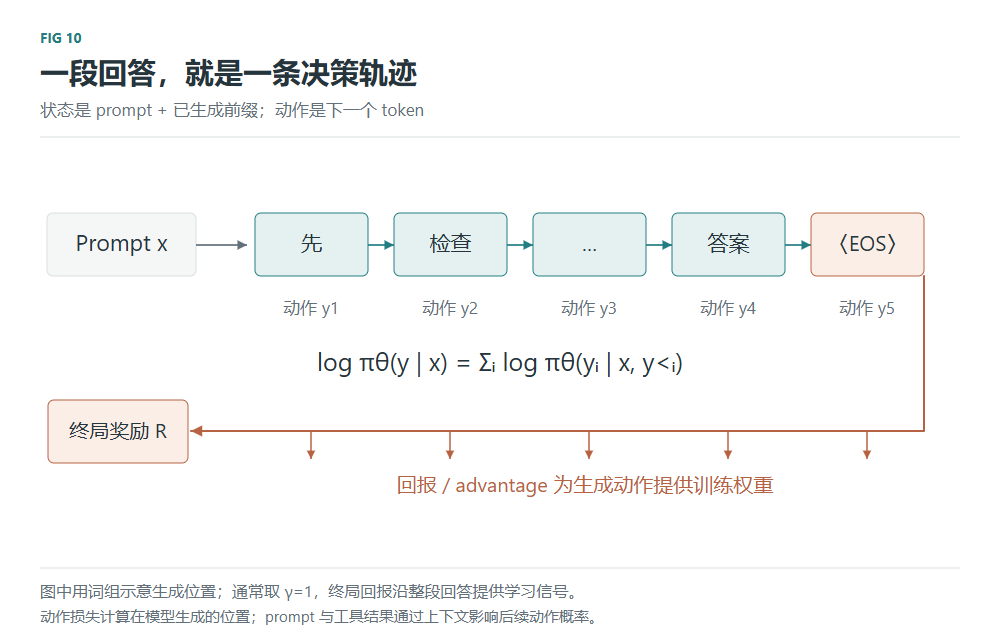 FIG 10
一段回答，就是一条决策轨迹
状态是 prompt + 已生成前缀；动作是下一个 token
Prompt x
先
检查
...
答案
〈EOS〉
动作 y1
动作 y2
动作 y3
动作 y4
动作 y5
log πθ(y | x) = Σᵢ log πθ(yᵢ | x, y<ᵢ)
终局奖励 R
回报 / advantage 为生成动作提供训练权重
图中用词组示意生成位置；通常取 γ=1，终局回报沿整段回答提供学习信号。
动作损失计算在模型生成的位置；prompt 与工具结果通过上下文影响后续动作概率。